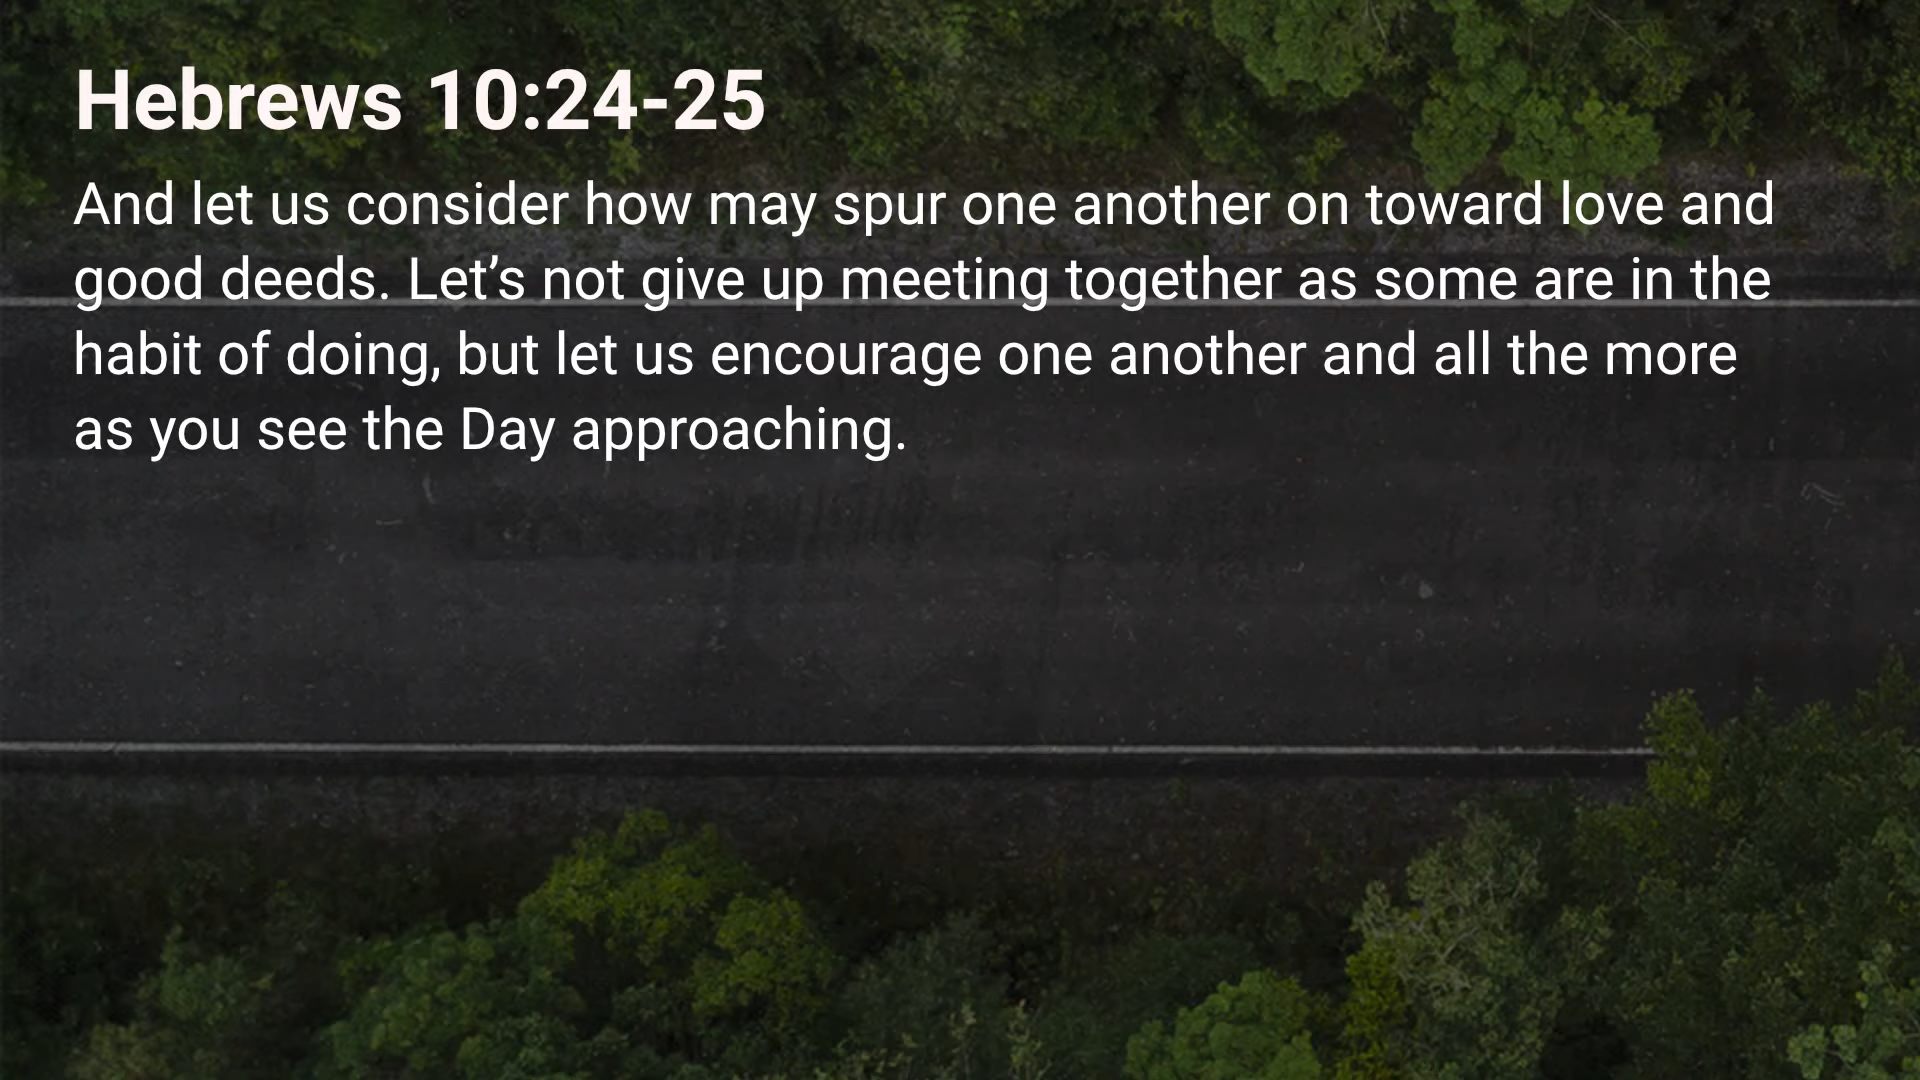 Hebrews 10:24-25
And let us consider how may spur one another on toward love and
good deeds. Let’s not give up meeting together as some are in the
habit of doing, but let us encourage one another and all the more
as you see the Day approaching.